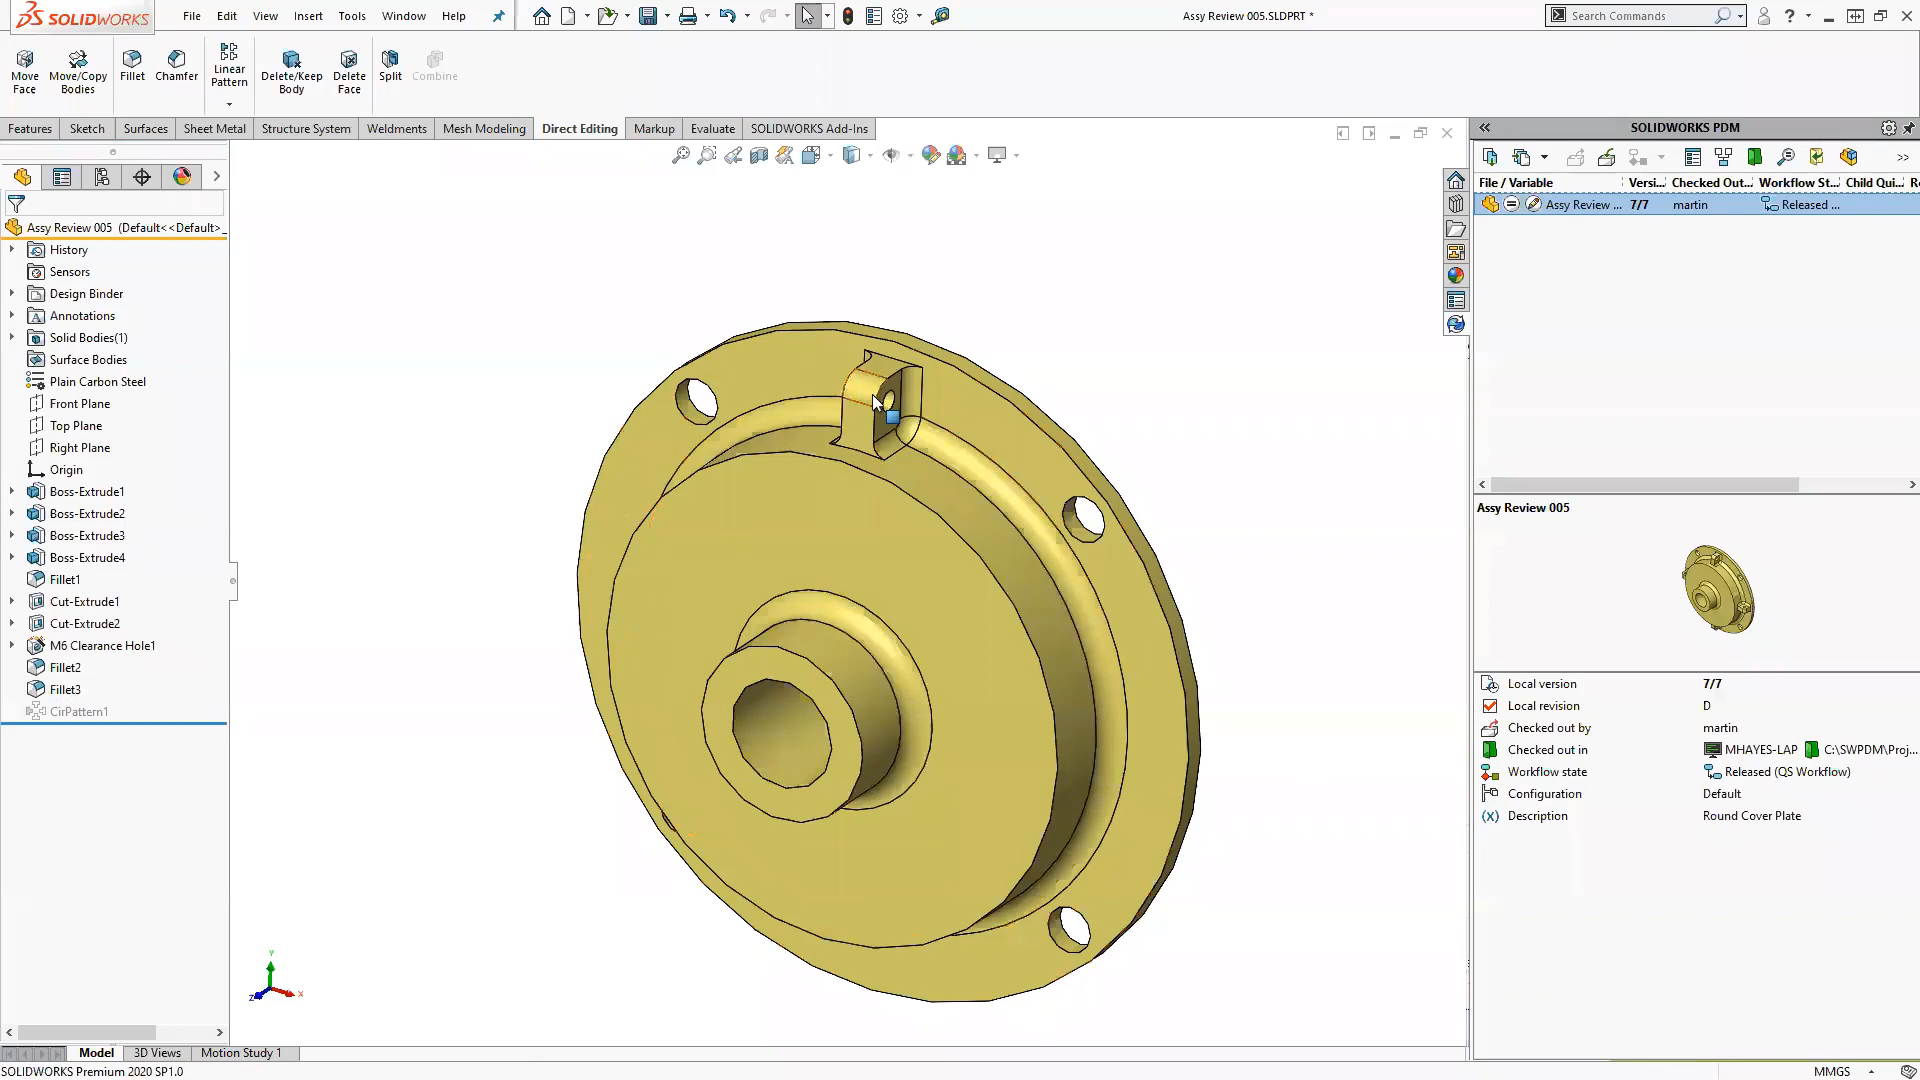 SOLIDWORKS
File Edit View Insert Tools Window Help
Assy Review 005.SLDPRT *
Search Commands
Move Face
Move/Copy Bodies
Fillet
Chamfer
Linear Pattern
Delete/Keep Body
Delete Face
Split
Combine
Features Sketch Surfaces Sheet Metal Structure System Weldments Mesh Modeling Direct Editing Markup Evaluate SOLIDWORKS Add-Ins
Assy Review 005 (Default<<Default>_
History
Sensors
Design Binder
Annotations
Solid Bodies(1)
Surface Bodies
Plain Carbon Steel
Front Plane
Top Plane
Right Plane
Origin
Boss-Extrude1
Boss-Extrude2
Boss-Extrude3
Boss-Extrude4
Fillet1
Cut-Extrude1
Cut-Extrude2
M6 Clearance Hole1
Fillet2
Fillet3
CirPattern1
Y
Z X
SOLIDWORKS PDM
File / Variable Versi... Checked Out... Workflow St... Child Qui... Re
Assy Review ... 7/7 martin Released ...
Assy Review 005
Local version 7/7
Local revision D
Checked out by martin
Checked out in MHAYES-LAP C:\SWPDM\Proj...
Workflow state Released (QS Workflow)
Configuration Default
Description Round Cover Plate
Model 3D Views Motion Study 1
SOLIDWORKS Premium 2020 SP1.0
MMGS